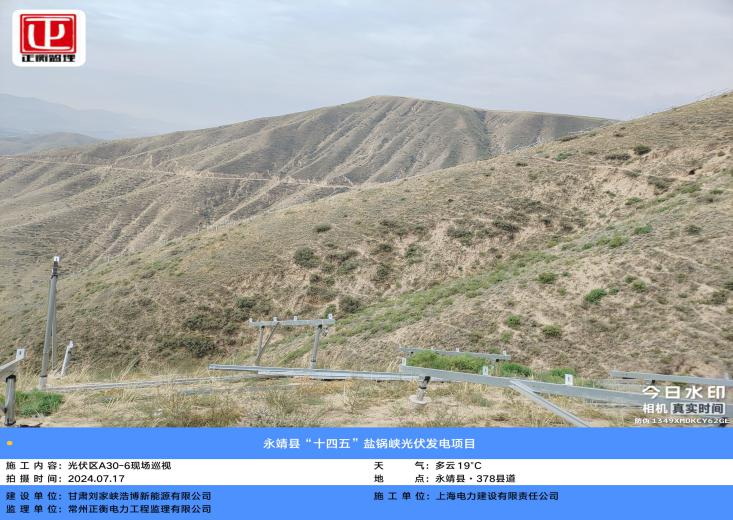 正衡管理
今日水印
相机 真实时间
防伪 1349XMDKCY62GE
永靖县“十四五”盐锅峡光伏发电项目
施工内容：光伏区A30-6现场巡视
天 气：多云19°C
拍摄时间：2024.07.17
地 点：永靖县·378县道
建设单位：甘肃刘家峡浩博新能源有限公司
施工单位：上海电力建设有限责任公司
监理单位：常州正衡电力工程监理有限公司